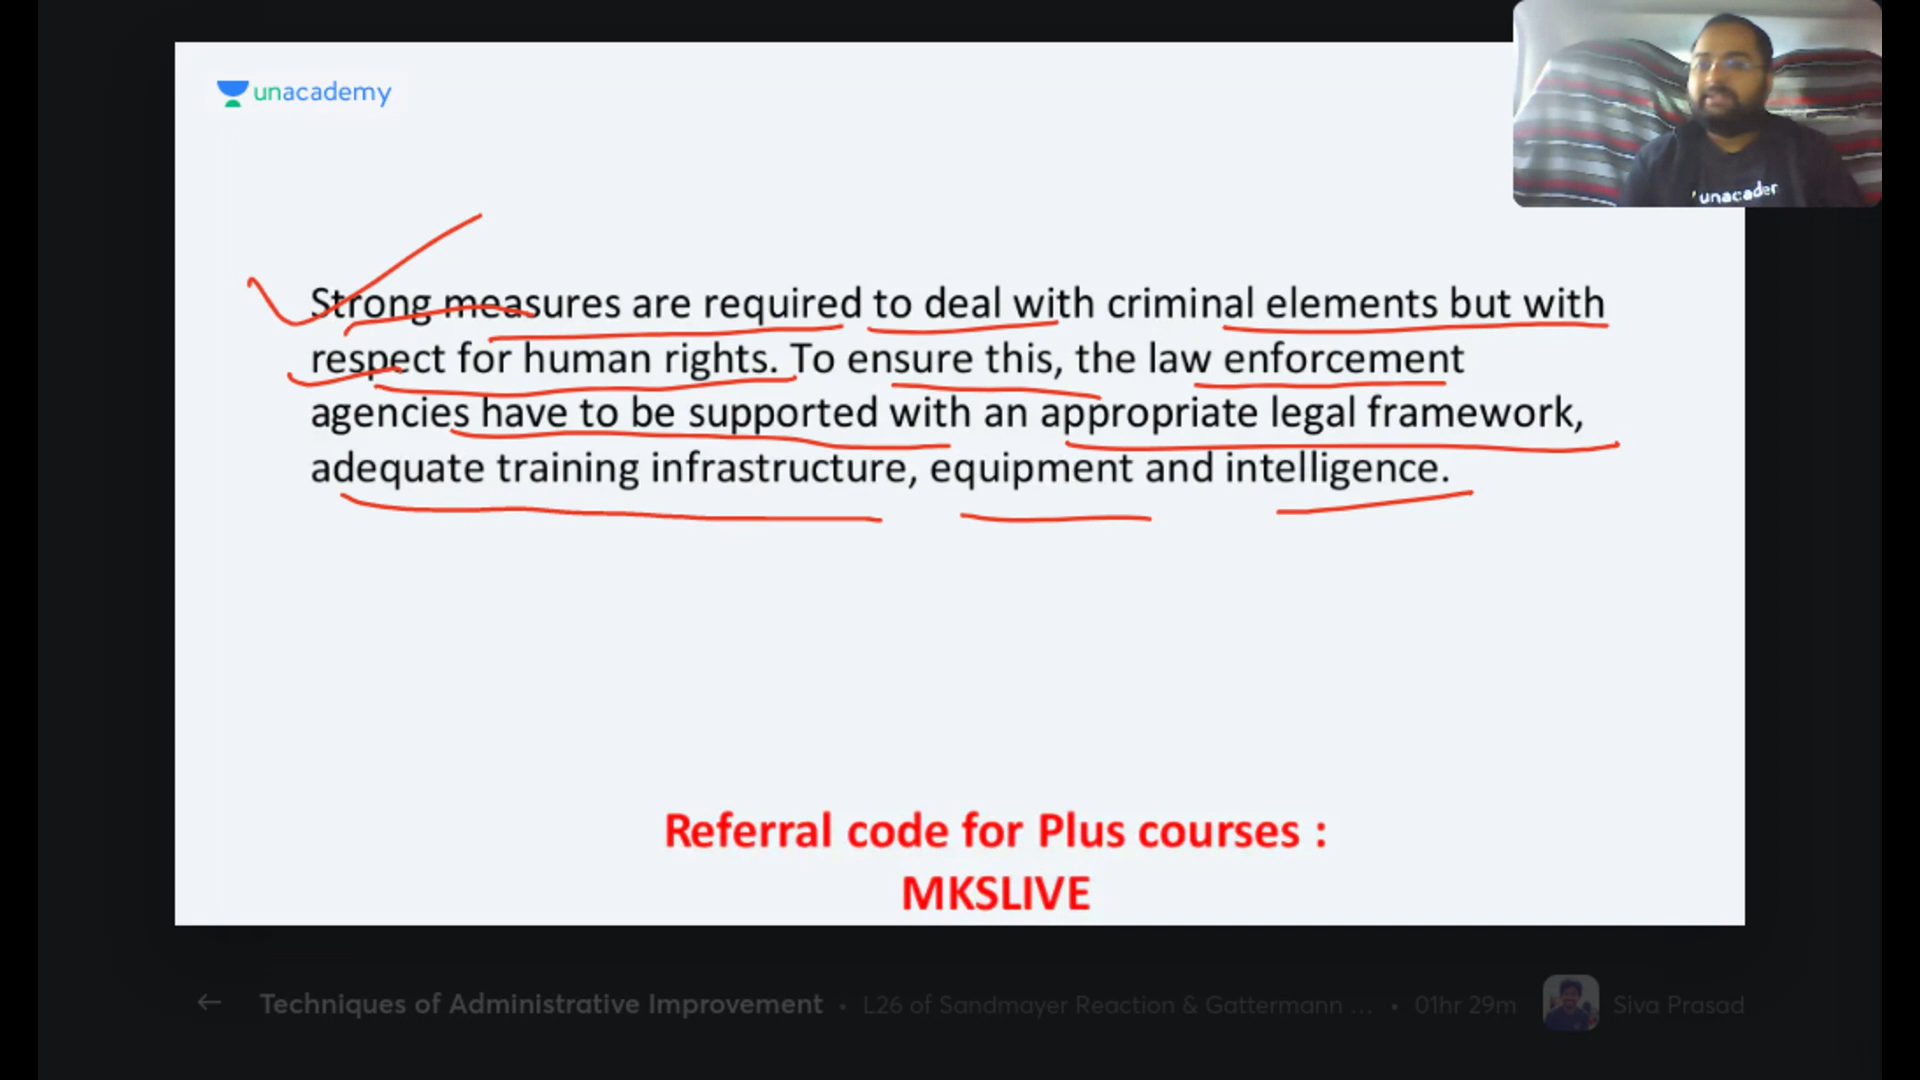 unacademy
'unacader
Strong measures are required to deal with criminal elements but with
respect for human rights. To ensure this, the law enforcement
agencies have to be supported with an appropriate legal framework,
adequate training infrastructure, equipment and intelligence.
Referral code for Plus courses :
MKSLIVE
← Techniques of Administrative Improvement • L26 of Sandmayer Reaction & Gattermann ... • 01hr 29m Siva Prasad